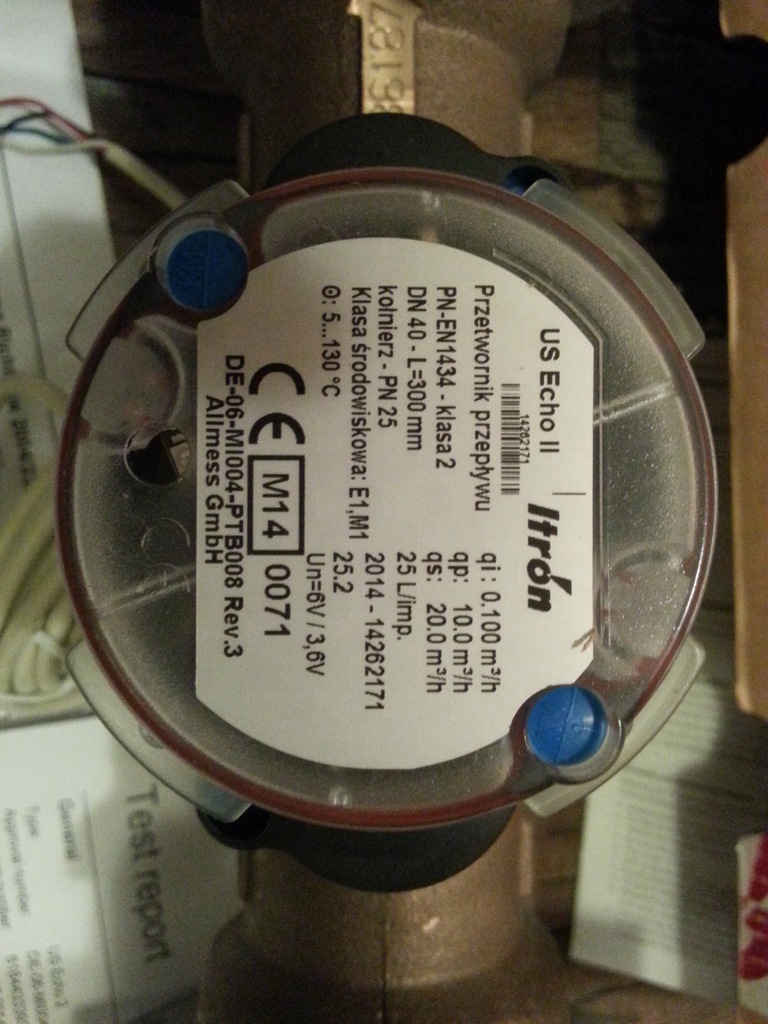 8187
US Echo II
Itrón
14262171
Przetwornik przepływu
PN-EN1434 - klasa 2
DN 40 - L=300 mm
kołnierz - PN 25
Klasa środowiskowa: E1,M1
Θ: 5...130 °C
qi : 0.100 m³/h
qp: 10.0 m³/h
qs: 20.0 m³/h
25 L/imp.
2014 - 14262171
25.2
Un=6V / 3,6V
CE M14 0071
DE-06-MI004-PTB008 Rev.3
Allmess GmbH
Test report
General
Type
US Echo 2